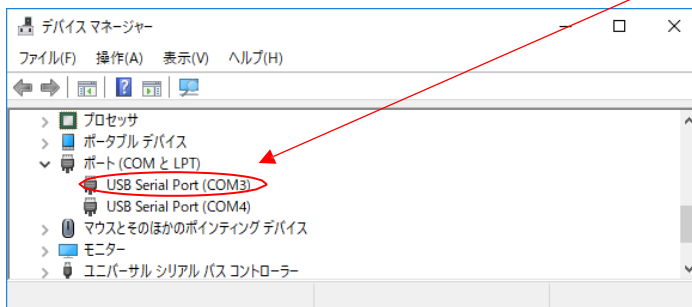 デバイス マネージャー
ファイル(F) 操作(A) 表示(V) ヘルプ(H)
プロセッサ
ポータブル デバイス
ポート (COM と LPT)
USB Serial Port (COM3)
USB Serial Port (COM4)
マウスとそのほかのポインティング デバイス
モニター
ユニバーサル シリアル バス コントローラー